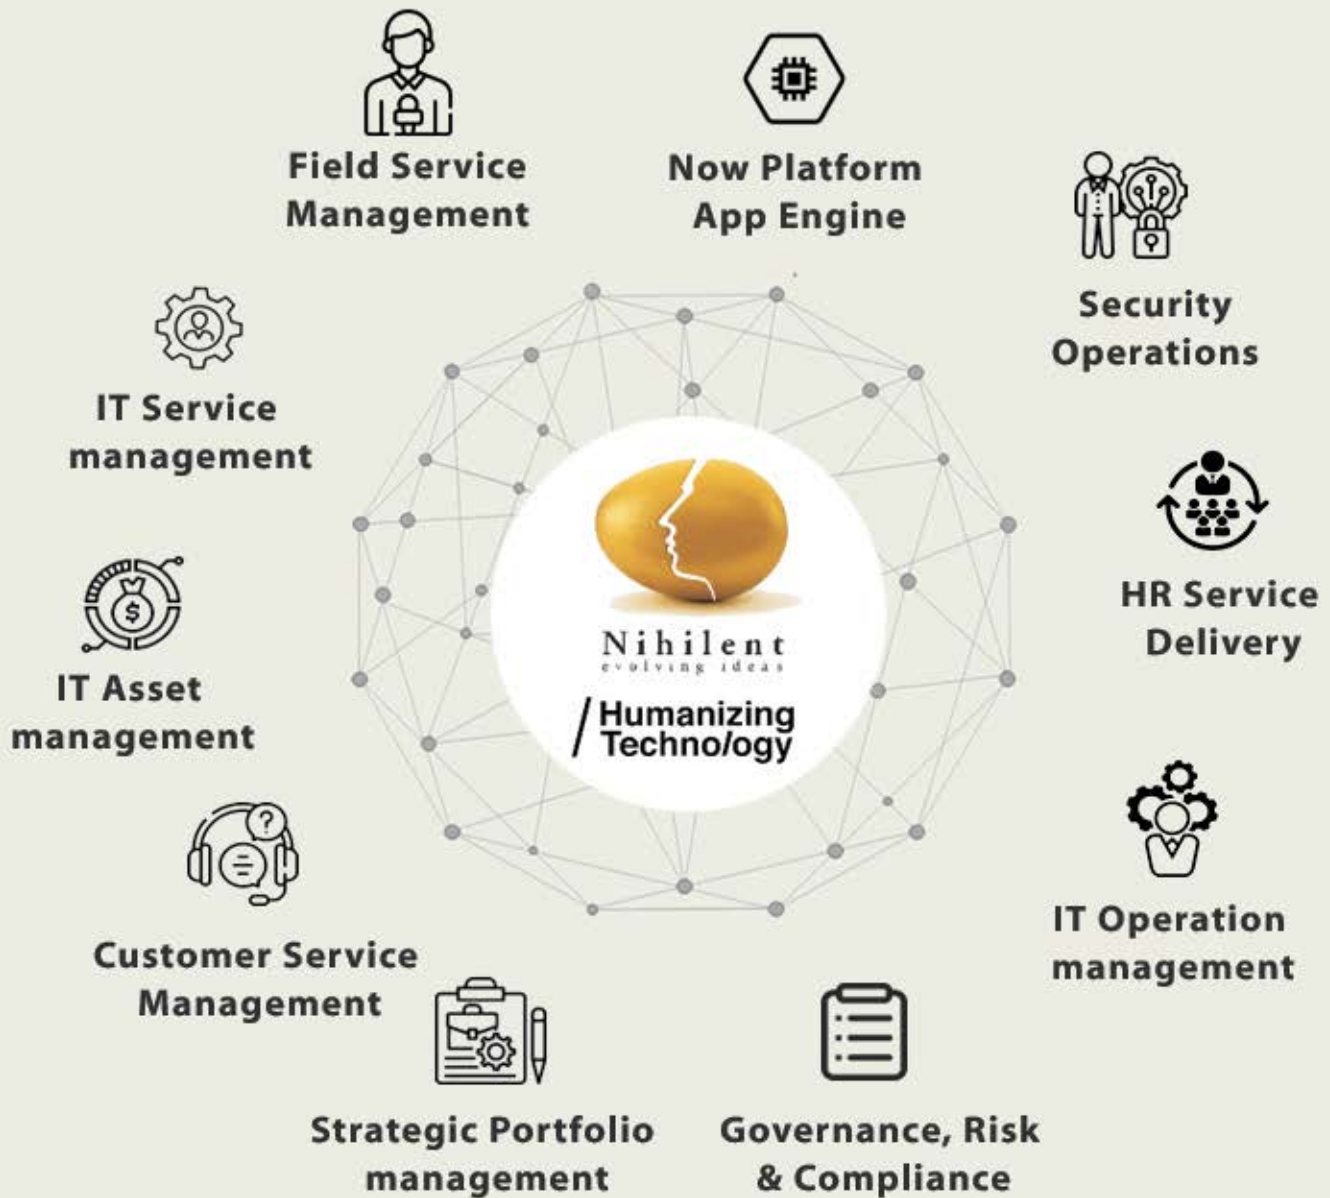 Field Service
Management
Now Platform
App Engine
Security
Operations
IT Service
management
HR Service
Delivery
IT Asset
management
Nihilent
evolving ideas
/Humanizing
Technology
Customer Service
Management
IT Operation
management
Strategic Portfolio
management
Governance, Risk
& Compliance